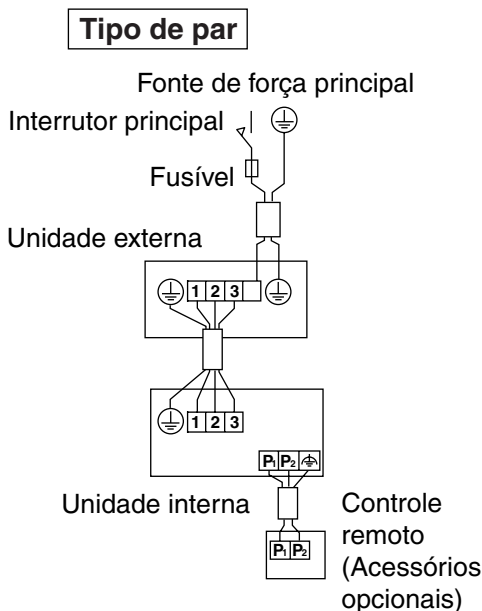 Tipo de par
Fonte de força principal
Interrutor principal
Fusível
Unidade externa
1 2 3
1 2 3
P₁ P₂
Unidade interna
Controle
remoto
(Acessórios
opcionais)
P₁ P₂